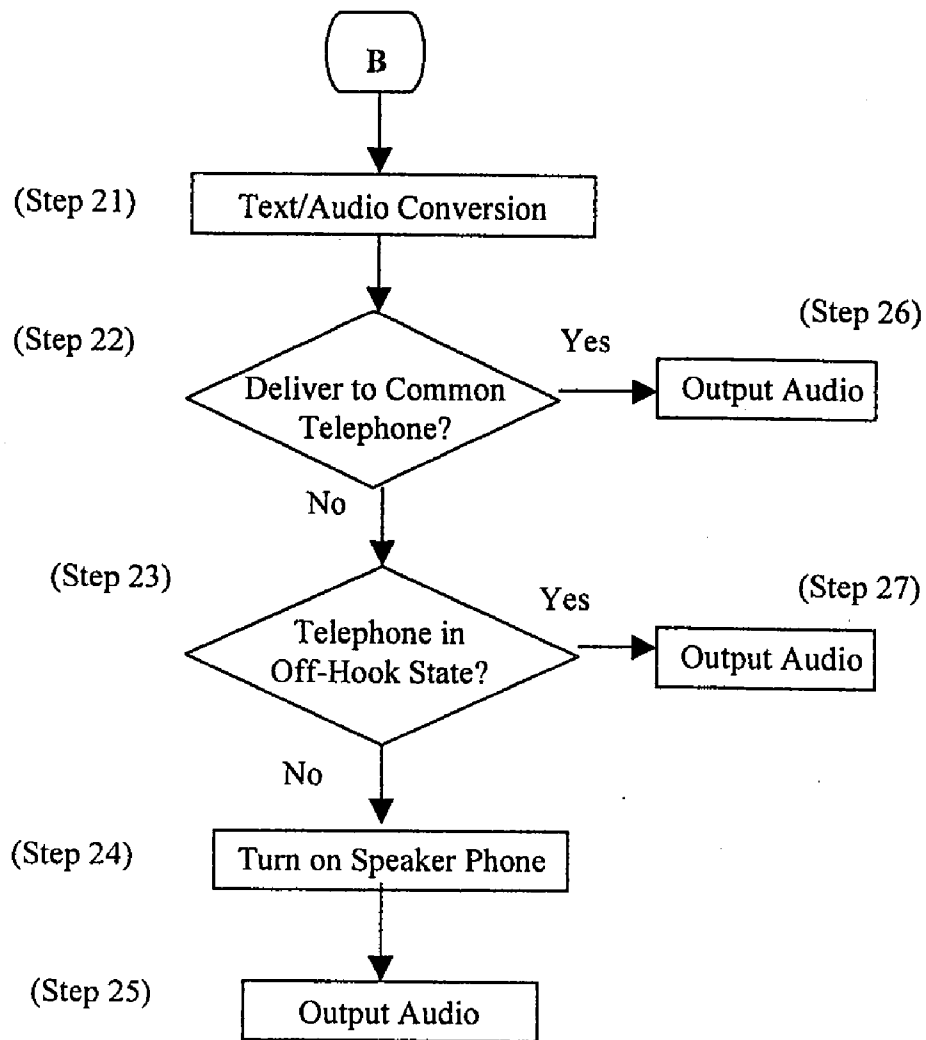 B
(Step 21)
Text/Audio Conversion
(Step 22)
Deliver to Common
Telephone?
Yes
(Step 26)
Output Audio
No
(Step 23)
Telephone in
Off-Hook State?
Yes
(Step 27)
Output Audio
No
(Step 24)
Turn on Speaker Phone
(Step 25)
Output Audio